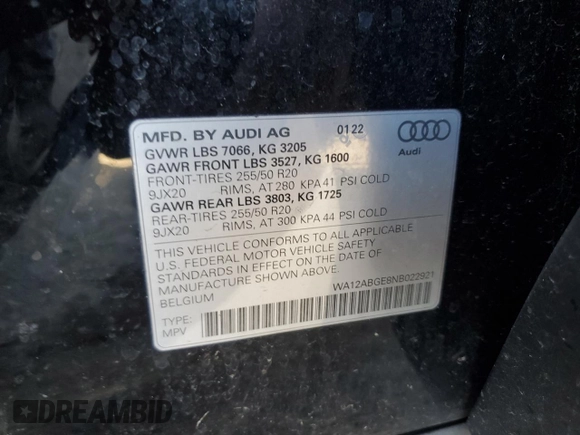 MFD. BY AUDI AG 0122
GVWR LBS 7066, KG 3205
GAWR FRONT LBS 3527, KG 1600
FRONT-TIRES 255/50 R20
9JX20 RIMS, AT 280 KPA 41 PSI COLD
GAWR REAR LBS 3803, KG 1725
REAR-TIRES 255/50 R20
9JX20 RIMS, AT 300 KPA 44 PSI COLD
Audi
THIS VEHICLE CONFORMS TO ALL APPLICABLE
U.S. FEDERAL MOTOR VEHICLE SAFETY
STANDARDS IN EFFECT ON THE DATE OF
MANUFACTURE SHOWN ABOVE.
BELGIUM
WA12ABGE8NB022921
TYPE:
MPV
DREAMBID